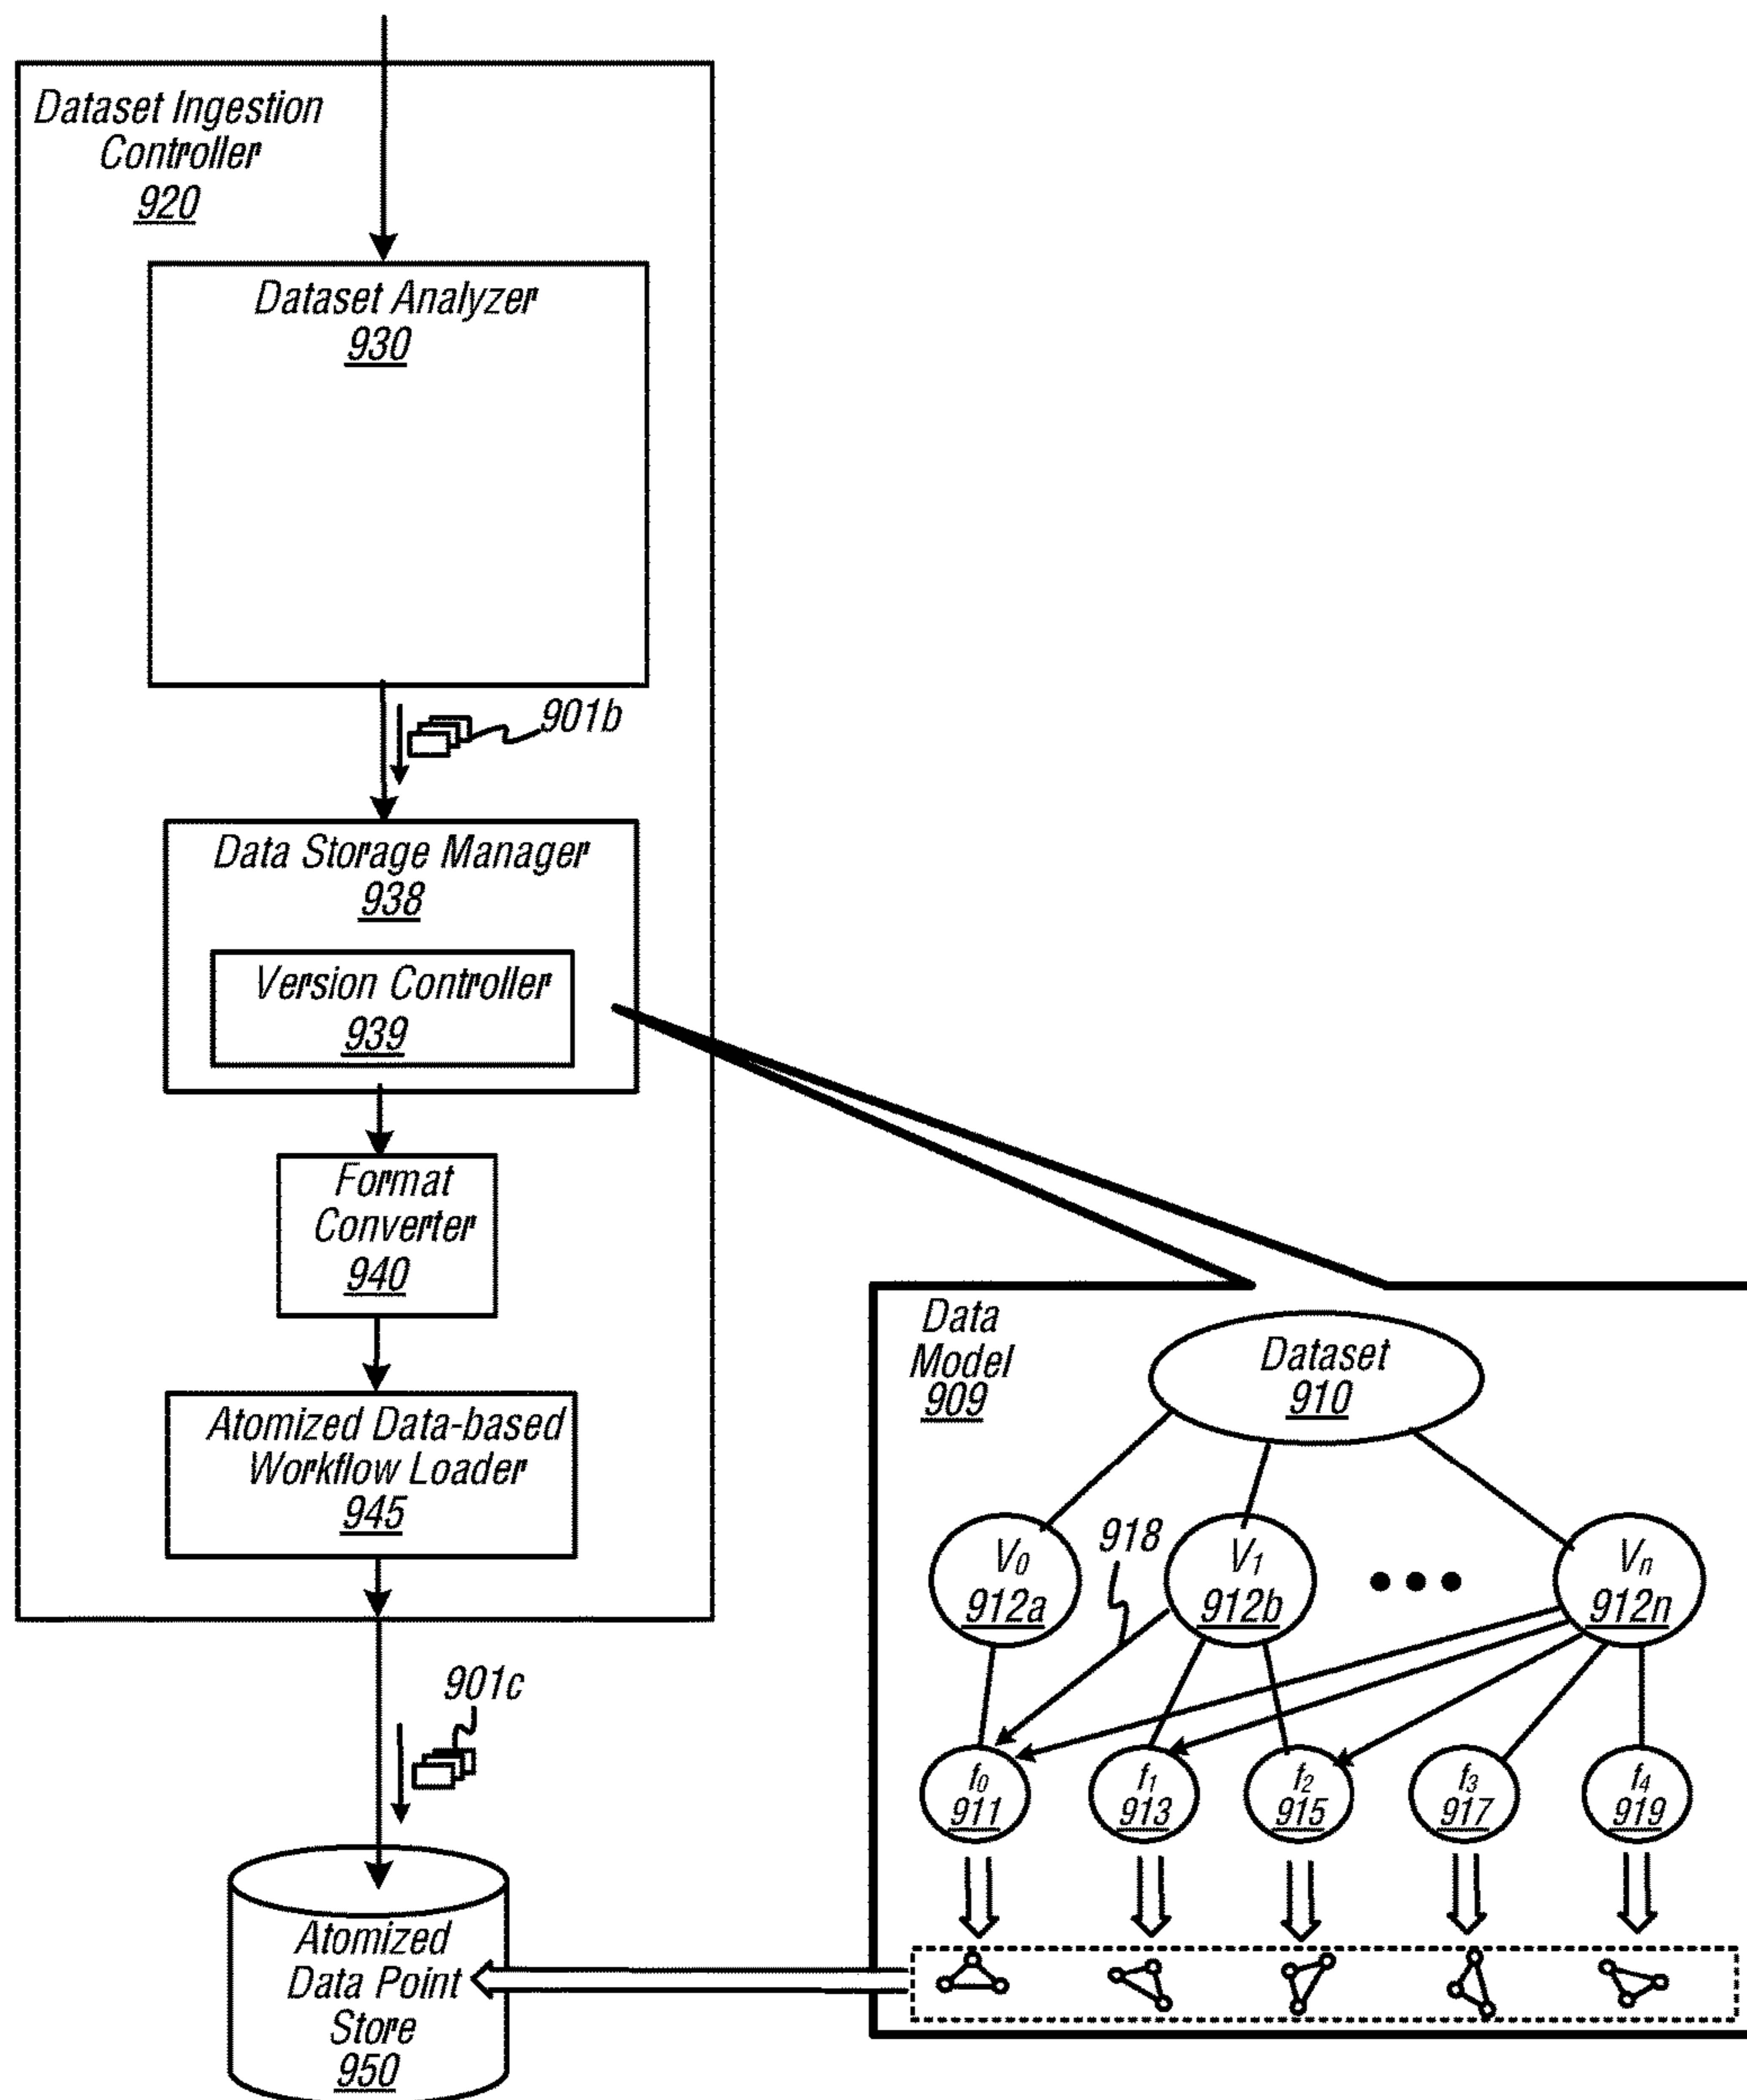 Dataset Ingestion
Controller
920
Dataset Analyzer
930
901b
Data Storage Manager
938
Version Controller
939
Format
Converter
940
Atomized Data-based
Workflow Loader
945
901c
Atomized
Data Point
Store
950
Data
Model
909
Dataset
910
918
V0
912a
V1
912b
Vn
912n
f0
911
f1
913
f2
915
f3
917
f4
919